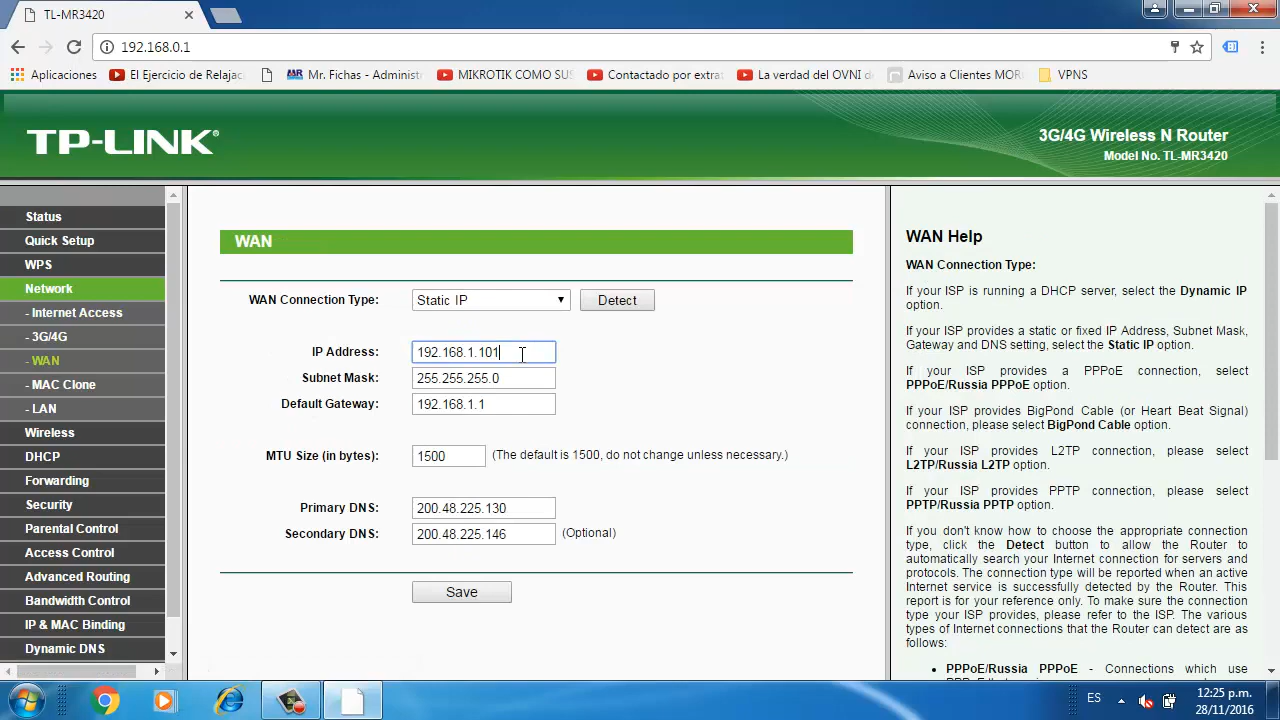 TL-MR3420
192.168.0.1
Aplicaciones
El Ejercicio de Relajac
Mr. Fichas - Administ
MIKROTIK COMO SUS
Contactado por extra
La verdad del OVNI d
Aviso a Clientes MOR
VPNS
TP-LINK®
3G/4G Wireless N Router
Model No. TL-MR3420
Status
Quick Setup
WPS
Network
- Internet Access
- 3G/4G
- WAN
- MAC Clone
- LAN
Wireless
DHCP
Forwarding
Security
Parental Control
Access Control
Advanced Routing
Bandwidth Control
IP & MAC Binding
Dynamic DNS
WAN
WAN Connection Type: Static IP Detect
IP Address: 192.168.1.101
Subnet Mask: 255.255.255.0
Default Gateway: 192.168.1.1
MTU Size (in bytes): 1500 (The default is 1500, do not change unless necessary.)
Primary DNS: 200.48.225.130
Secondary DNS: 200.48.225.146 (Optional)
Save
WAN Help
WAN Connection Type:
If your ISP is running a DHCP server, select the Dynamic IP
option.
If your ISP provides a static or fixed IP Address, Subnet Mask,
Gateway and DNS setting, select the Static IP option.
If your ISP provides a PPPoE connection, select
PPPoE/Russia PPPoE option.
If your ISP provides BigPond Cable (or Heart Beat Signal)
connection, please select BigPond Cable option.
If your ISP provides L2TP connection, please select
L2TP/Russia L2TP option.
If your ISP provides PPTP connection, please select
PPTP/Russia PPTP option.
If you don't know how to choose the appropriate connection
type, click the Detect button to allow the Router to
automatically search your Internet connection for servers and
protocols. The connection type will be reported when an active
Internet service is successfully detected by the Router. This
report is for your reference only. To make sure the connection
type your ISP provides, please refer to the ISP. The various
types of Internet connections that the Router can detect are as
follows:
PPPoE/Russia PPPoE - Connections which use
ES
12:25 p.m.
28/11/2016